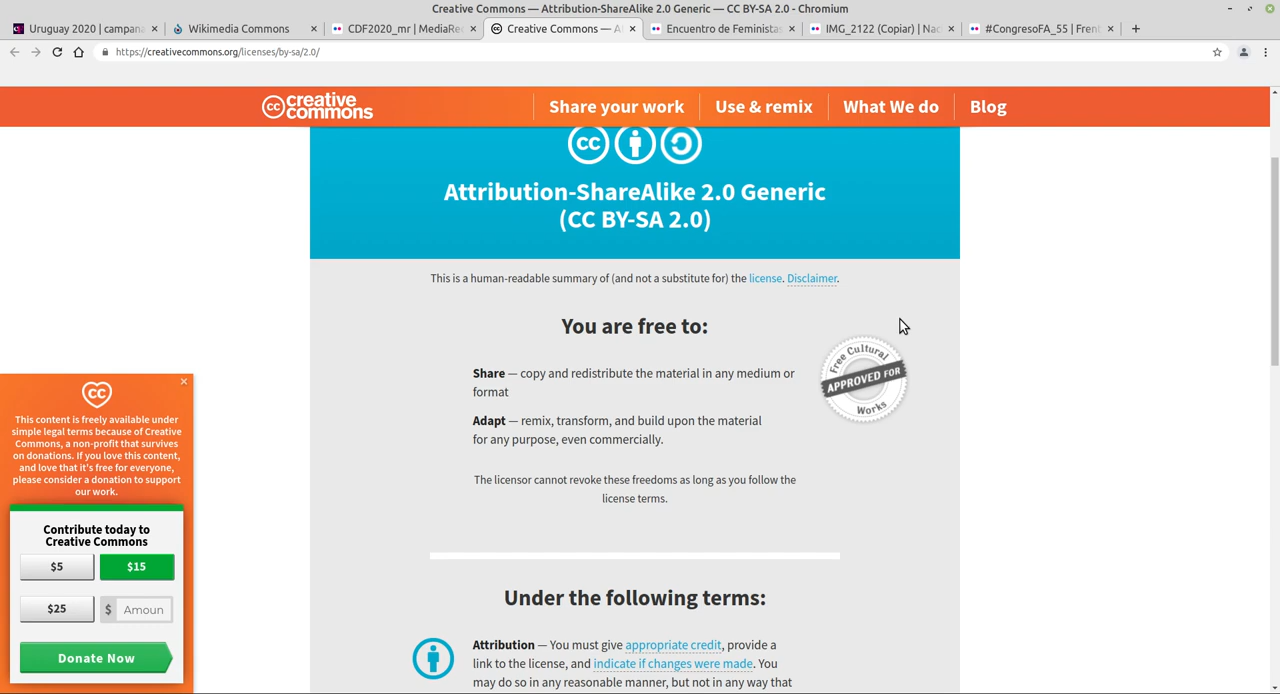 Creative Commons — Attribution-ShareAlike 2.0 Generic — CC BY-SA 2.0 - Chromium
Uruguay 2020 | campan
Wikimedia Commons
CDF2020_mr | MediaRe
Creative Commons — A
Encuentro de Feminista
IMG_2122 (Copiar) | Na
#CongresoFA_55 | Frent
https://creativecommons.org/licenses/by-sa/2.0/
cc creative commons
Share your work
Use & remix
What We do
Blog
cc
Attribution-ShareAlike 2.0 Generic
(CC BY-SA 2.0)
This is a human-readable summary of (and not a substitute for) the license. Disclaimer.
You are free to:
Share — copy and redistribute the material in any medium or
format
Adapt — remix, transform, and build upon the material
for any purpose, even commercially.
Free Cultural
APPROVED FOR
Works
The licensor cannot revoke these freedoms as long as you follow the
license terms.
Under the following terms:
Attribution — You must give appropriate credit, provide a
link to the license, and indicate if changes were made. You
may do so in any reasonable manner, but not in any way that
cc
This content is freely available under
simple legal terms because of Creative
Commons, a non-profit that survives
on donations. If you love this content,
and love that it's free for everyone,
please consider a donation to support
our work.
Contribute today to
Creative Commons
$5
$15
$25
$ Amoun
Donate Now